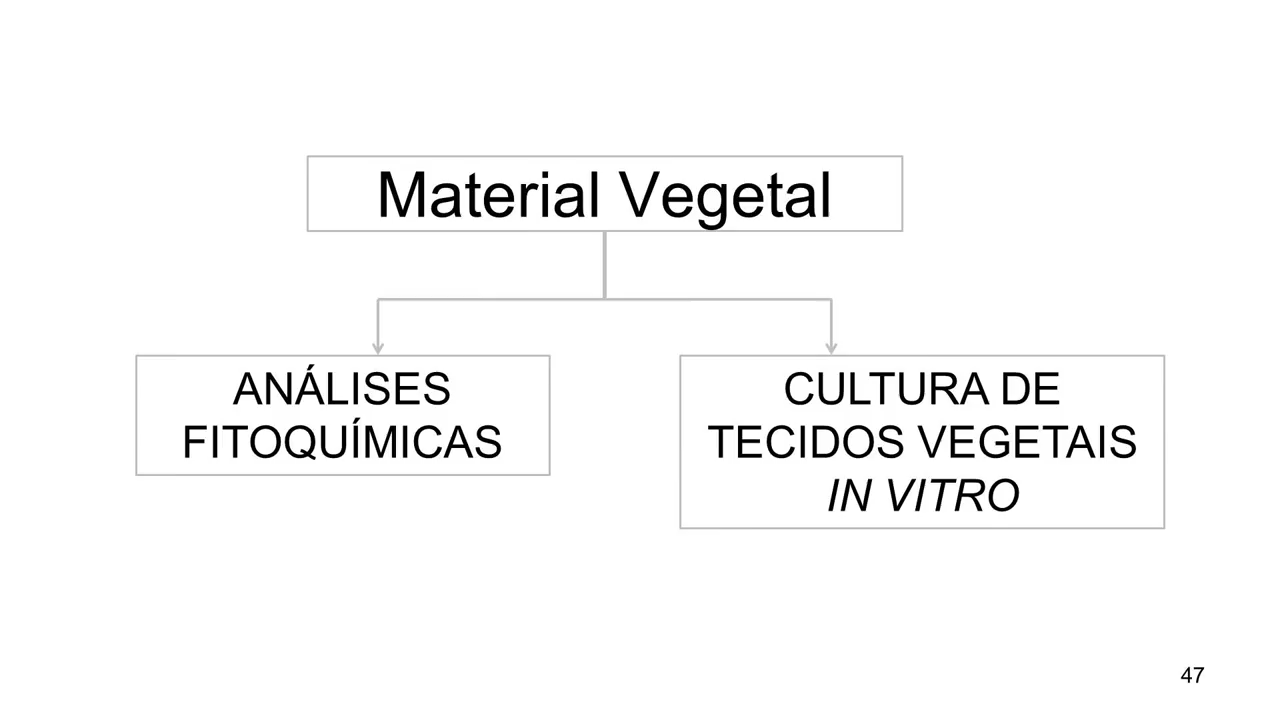 Material Vegetal
ANÁLISES
FITOQUÍMICAS
CULTURA DE
TECIDOS VEGETAIS
IN VITRO
47